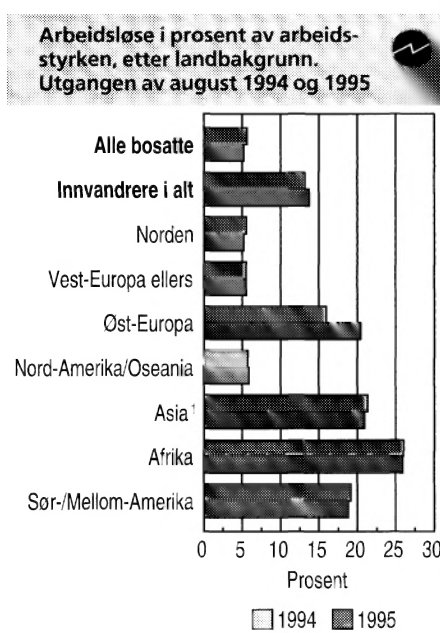 Arbeidsløse i prosent av arbeids-
styrken, etter landbakgrunn.
Utgangen av august 1994 og 1995
Alle bosatte
Innvandrere i alt
Norden
Vest-Europa ellers
Øst-Europa
Nord-Amerika/Oseania
Asia¹
Afrika
Sør-/Mellom-Amerika
0 5 10 15 20 25 30
Prosent
1994 1995